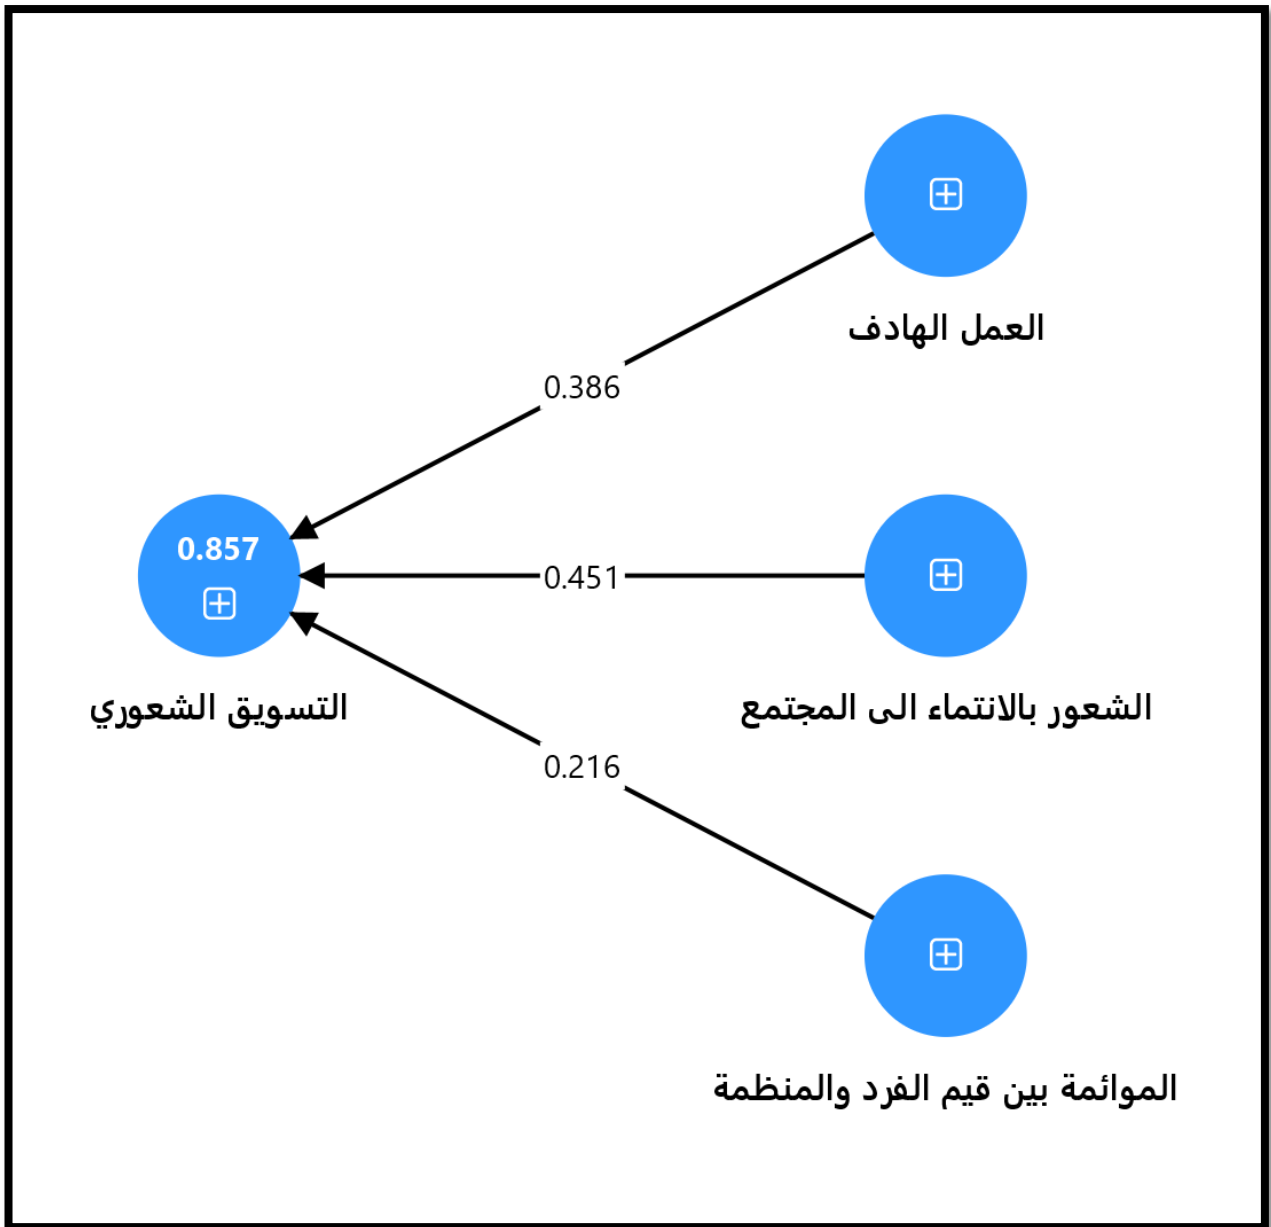 العمل الهادف
0.386
0.857
0.451
الشعور بالانتماء الى المجتمع
التسويق الشعوري
0.216
الموائمة بين قيم الفرد والمنظمة